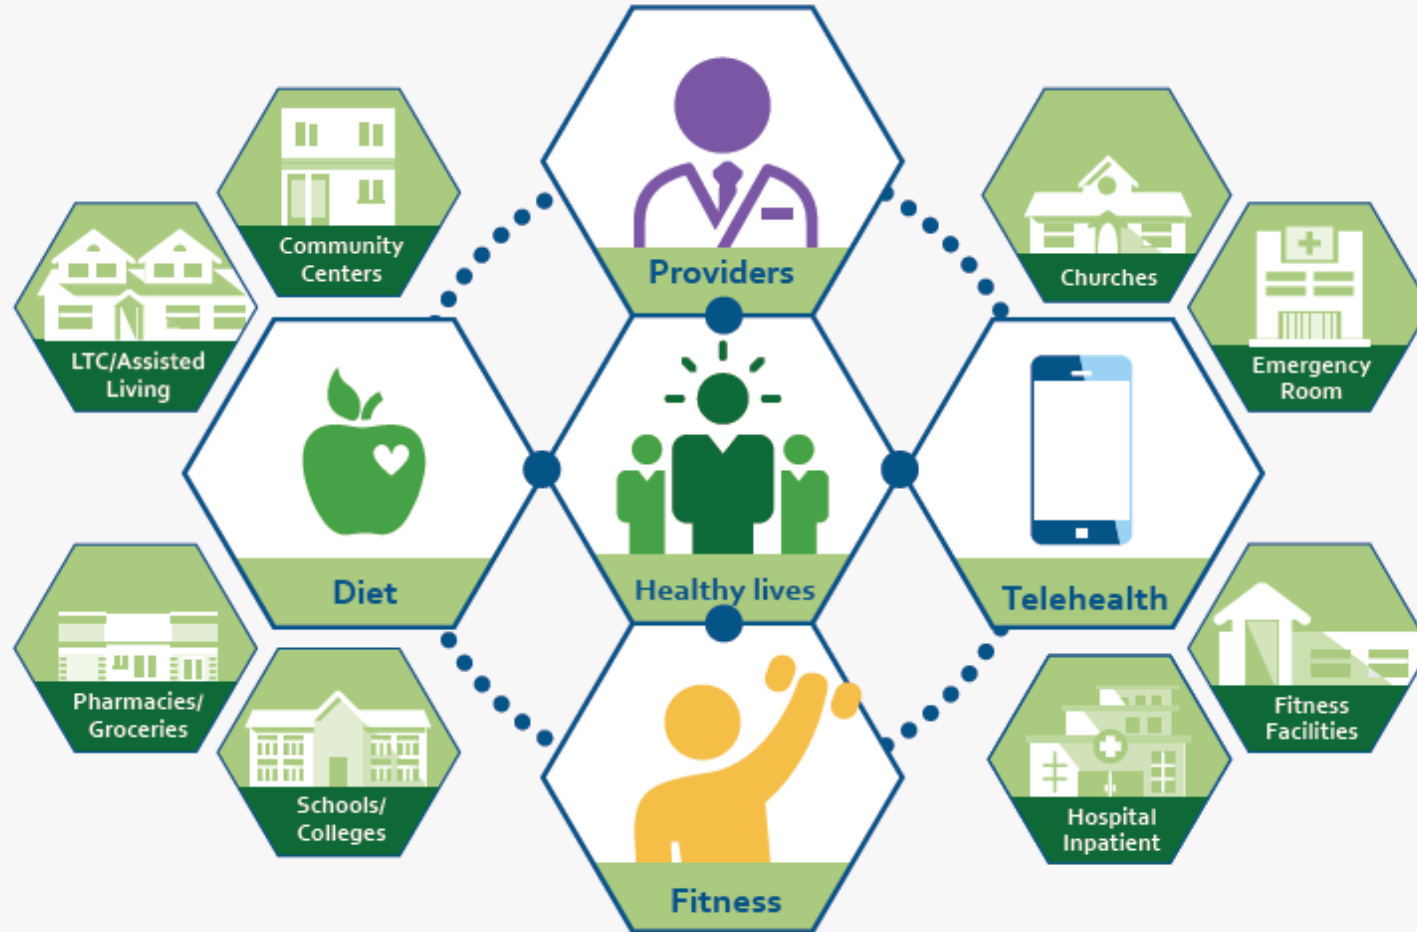 Providers
Community
Centers
Churches
LTC/Assisted
Living
Emergency
Room
Diet
Healthy lives
Telehealth
Pharmacies/
Groceries
Fitness
Facilities
Schools/
Colleges
Hospital
Inpatient
Fitness